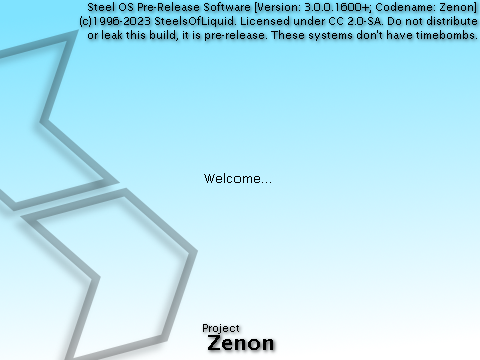 Steel OS Pre-Release Software [Version: 3.0.0.1600+; Codename: Zenon]
(c)1996-2023 SteelsOfLiquid. Licensed under CC 2.0-SA. Do not distribute
or leak this build, it is pre-release. These systems don't have timebombs.
Welcome...
Project
Zenon